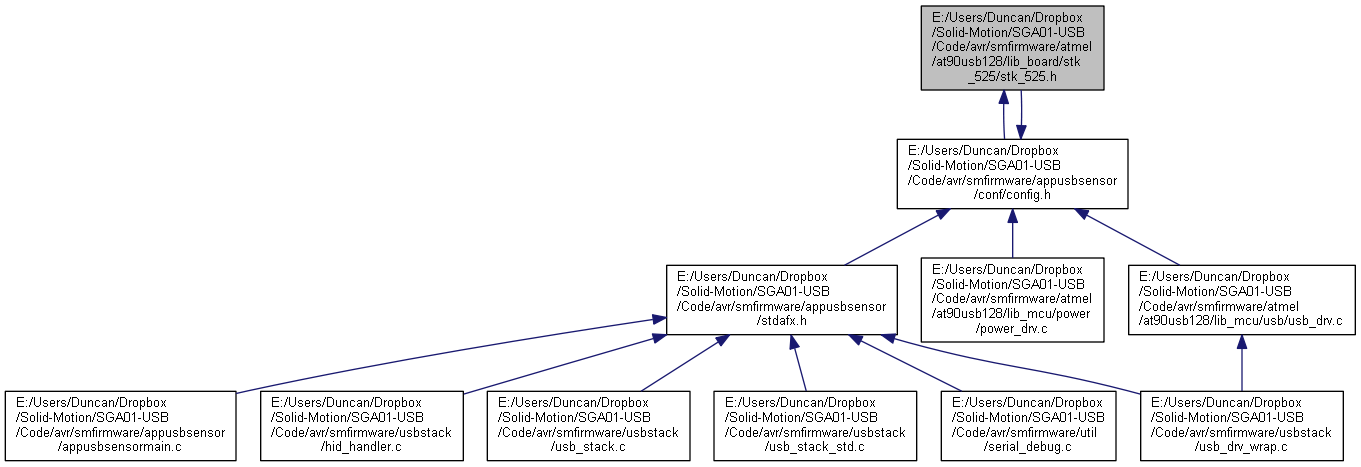 E:/Users/Duncan/Dropbox
/Solid-Motion/SGA01-USB
/Code/avr/smfirmware/atmel
/at90usb128/lib_board/stk
_525/stk_525.h
E:/Users/Duncan/Dropbox
/Solid-Motion/SGA01-USB
/Code/avr/smfirmware/appusbsensor
/conf/config.h
E:/Users/Duncan/Dropbox
/Solid-Motion/SGA01-USB
/Code/avr/smfirmware/appusbsensor
/stdafx.h
E:/Users/Duncan/Dropbox
/Solid-Motion/SGA01-USB
/Code/avr/smfirmware/atmel
/at90usb128/lib_mcu/power
/power_drv.c
E:/Users/Duncan/Dropbox
/Solid-Motion/SGA01-USB
/Code/avr/smfirmware/atmel
/at90usb128/lib_mcu/usb/usb_drv.c
E:/Users/Duncan/Dropbox
/Solid-Motion/SGA01-USB
/Code/avr/smfirmware/appusbsensor
/appusbsensormain.c
E:/Users/Duncan/Dropbox
/Solid-Motion/SGA01-USB
/Code/avr/smfirmware/usbstack
/hid_handler.c
E:/Users/Duncan/Dropbox
/Solid-Motion/SGA01-USB
/Code/avr/smfirmware/usbstack
/usb_stack.c
E:/Users/Duncan/Dropbox
/Solid-Motion/SGA01-USB
/Code/avr/smfirmware/usbstack
/usb_stack_std.c
E:/Users/Duncan/Dropbox
/Solid-Motion/SGA01-USB
/Code/avr/smfirmware/util
/serial_debug.c
E:/Users/Duncan/Dropbox
/Solid-Motion/SGA01-USB
/Code/avr/smfirmware/usbstack
/usb_drv_wrap.c